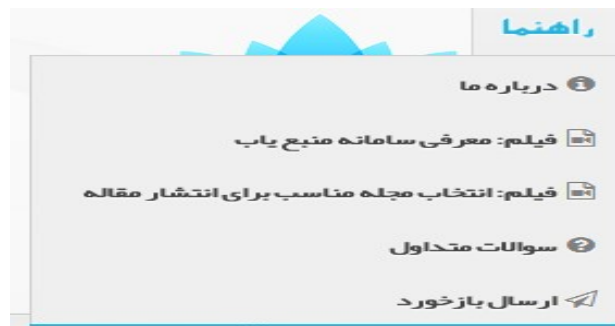 راهنما
درباره ما
فیلم: معرفی سامانه منبع یاب
فیلم: انتخاب مجله مناسب برای انتشار مقاله
سوالات متداول
ارسال بازخورد